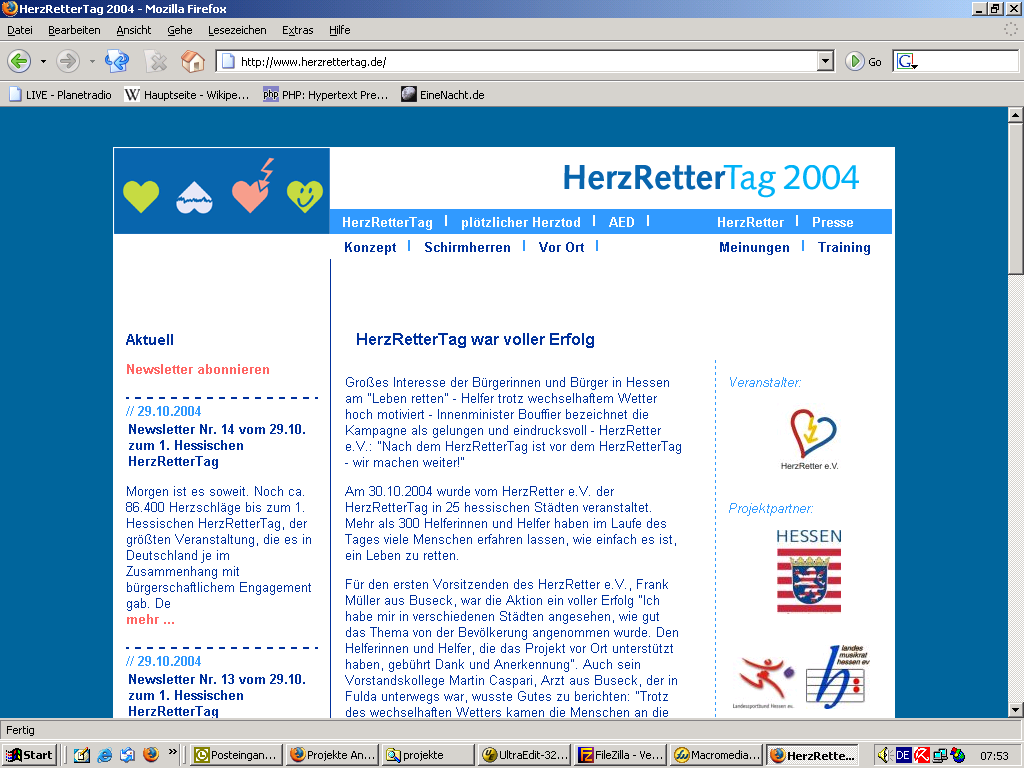 HerzRetterTag 2004 - Mozilla Firefox
Datei Bearbeiten Ansicht Gehe Lesezeichen Extras Hilfe
http://www.herzrettertag.de/ Go G
LIVE - Planetradio W Hauptseite - Wikipe... php PHP: Hypertext Pre... EineNacht.de
HerzRetterTag 2004
HerzRetterTag | plötzlicher Herztod | AED | HerzRetter | Presse
Konzept | Schirmherren | Vor Ort | Meinungen | Training
Aktuell
Newsletter abonnieren
// 29.10.2004
Newsletter Nr. 14 vom 29.10.
zum 1. Hessischen
HerzRetterTag
Morgen ist es soweit. Noch ca.
86.400 Herzschläge bis zum 1.
Hessischen HerzRetterTag, der
größten Veranstaltung, die es in
Deutschland je im
Zusammenhang mit
bürgerschaftlichem Engagement
gab. De
mehr ...
// 29.10.2004
Newsletter Nr. 13 vom 29.10.
zum 1. Hessischen
HerzRetterTag
HerzRetterTag war voller Erfolg
Großes Interesse der Bürgerinnen und Bürger in Hessen
am "Leben retten" - Helfer trotz wechselhaftem Wetter
hoch motiviert - Innenminister Bouffier bezeichnet die
Kampagne als gelungen und eindrucksvoll - HerzRetter
e.V.: "Nach dem HerzRetterTag ist vor dem HerzRetterTag
- wir machen weiter!"
Am 30.10.2004 wurde vom HerzRetter e.V. der
HerzRetterTag in 25 hessischen Städten veranstaltet.
Mehr als 300 Helferinnen und Helfer haben im Laufe des
Tages viele Menschen erfahren lassen, wie einfach es ist,
ein Leben zu retten.
Für den ersten Vorsitzenden des HerzRetter e.V., Frank
Müller aus Buseck, war die Aktion ein voller Erfolg "Ich
habe mir in verschiedenen Städten angesehen, wie gut
das Thema von der Bevölkerung angenommen wurde. Den
Helferinnen und Helfer, die das Projekt vor Ort unterstützt
haben, gebührt Dank und Anerkennung". Auch sein
Vorstandskollege Martin Caspari, Arzt aus Buseck, der in
Fulda unterwegs war, wusste Gutes zu berichten: "Trotz
des wechselhaften Wetters kamen die Menschen an die
Veranstalter:
HerzRetter e.V.
Projektpartner:
HESSEN
Landessportbund Hessen ev.
landes
musikrat
hessen ev
Fertig
Start » Posteingan... Projekte An... projekte UltraEdit-32... FileZilla - Ve... Macromedia... HerzRette... DE 07:53